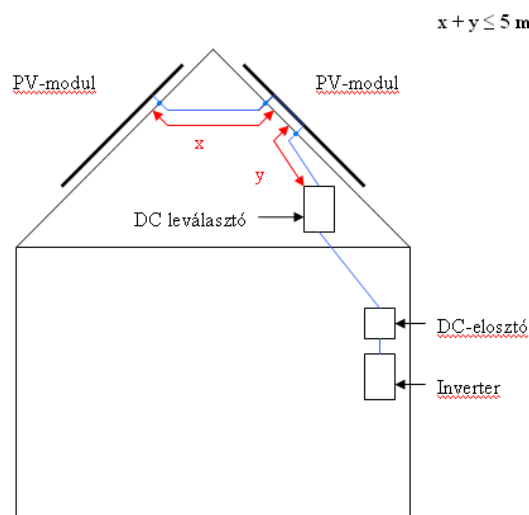 x + y ≤ 5 m
PV-modul
PV-modul
x
y
DC leválasztó
DC-elosztó
Inverter